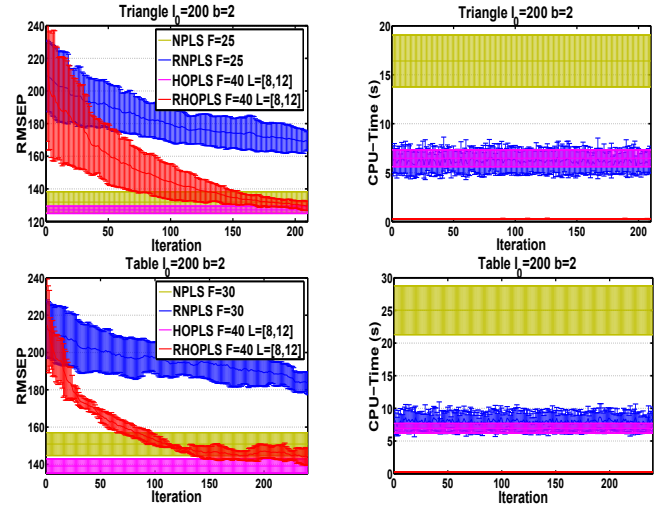 Triangle I_0=200 b=2
240
220
200
180
160
140
120
RMSEP
NPLS F=25
RNPLS F=25
HOPLS F=40 L=[8,12]
RHOPLS F=40 L=[8,12]
0
50
100
150
200
Iteration
Triangle I_0=200 b=2
20
15
10
5
0
CPU−Time (s)
0
50
100
150
200
Iteration
Table I_0=200 b=2
240
220
200
180
160
140
RMSEP
NPLS F=30
RNPLS F=30
HOPLS F=40 L=[8,12]
RHOPLS F=40 L=[8,12]
0
50
100
150
200
Iteration
Table I_0=200 b=2
30
25
20
15
10
5
0
CPU−Time (s)
0
50
100
150
200
Iteration